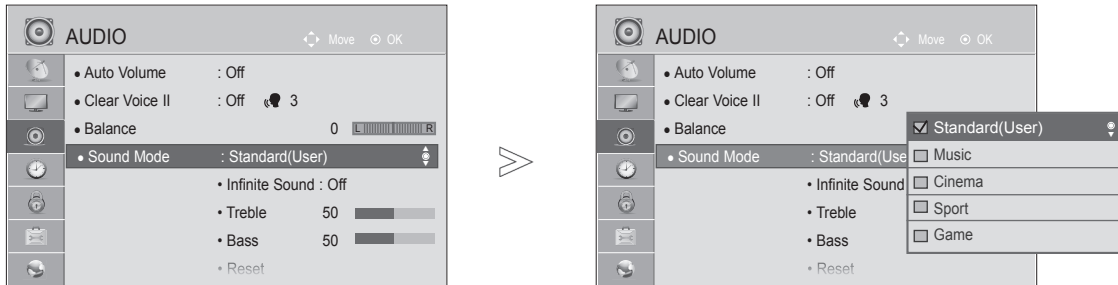 AUDIO Move OK
• Auto Volume : Off
• Clear Voice II : Off 3
• Balance 0 L R
• Sound Mode : Standard(User)
• Infinite Sound : Off
• Treble 50
• Bass 50
• Reset
AUDIO Move OK
• Auto Volume : Off
• Clear Voice II : Off 3
• Balance
• Sound Mode : Standard(Use
• Infinite Sound
• Treble
• Bass
• Reset
Standard(User)
Music
Cinema
Sport
Game